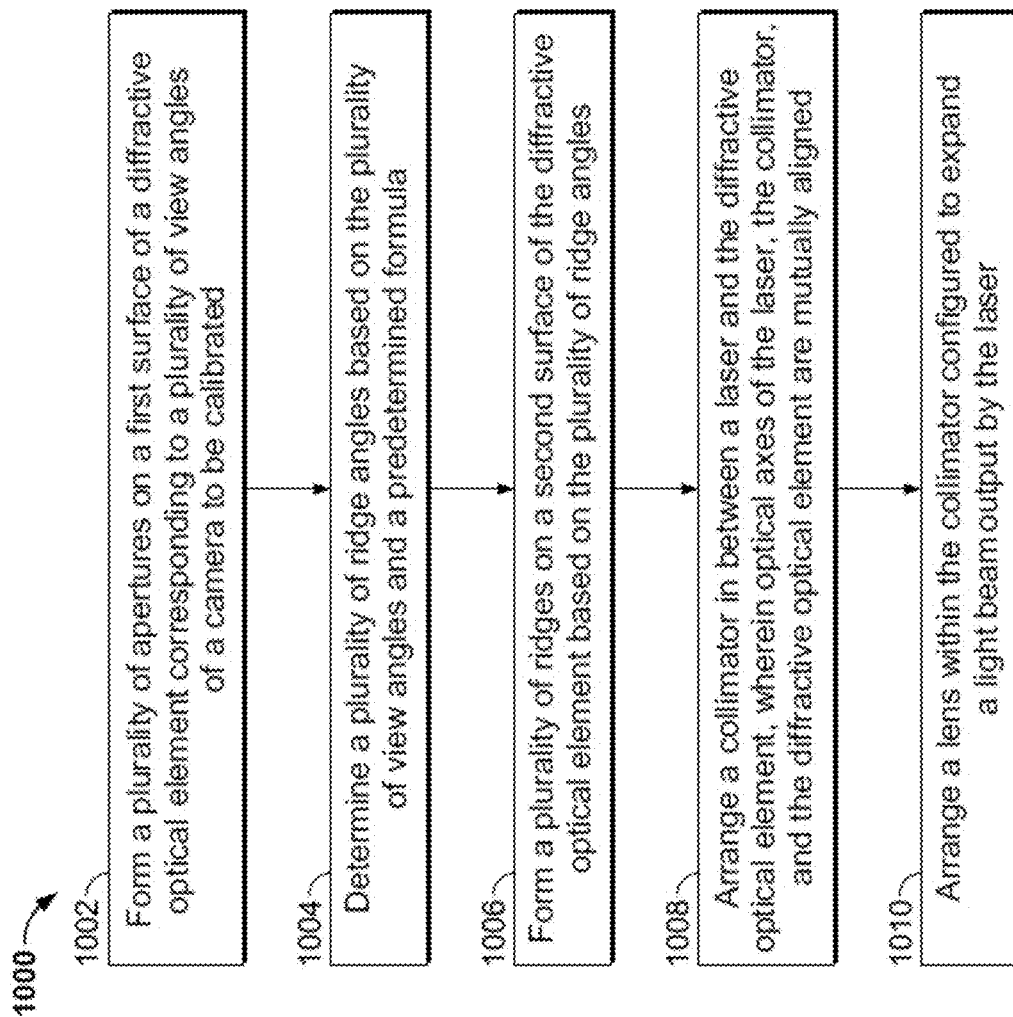 1000
1002
Form a plurality of apertures on a first surface of a diffractive
optical element corresponding to a plurality of view angles
of a camera to be calibrated
1004
Determine a plurality of ridge angles based on the plurality
of view angles and a predetermined formula
1006
Form a plurality of ridges on a second surface of the diffractive
optical element based on the plurality of ridge angles
1008
Arrange a collimator in between a laser and the diffractive
optical element, wherein optical axes of the laser, the collimator,
and the diffractive optical element are mutually aligned
1010
Arrange a lens within the collimator configured to expand
a light beam output by the laser